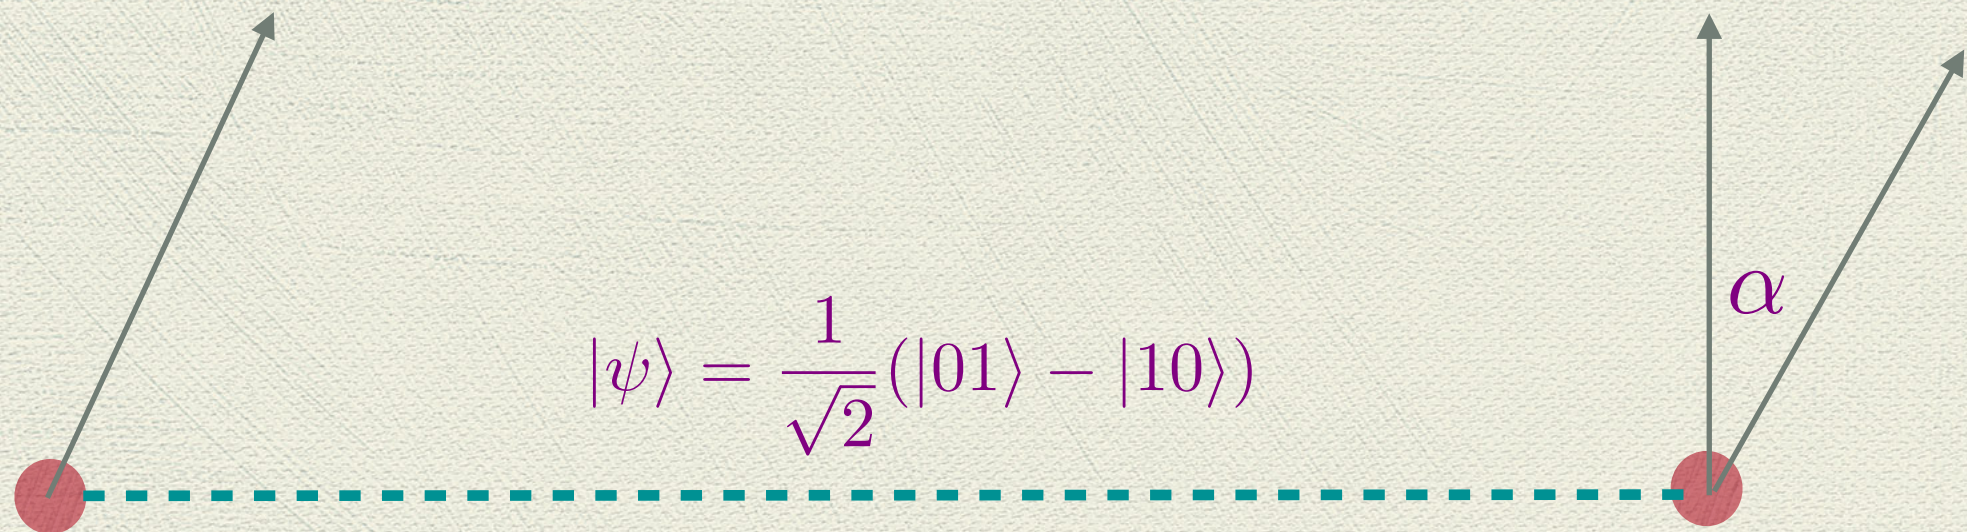 α
|ψ⟩ = 1/√2 (|01⟩ − |10⟩)